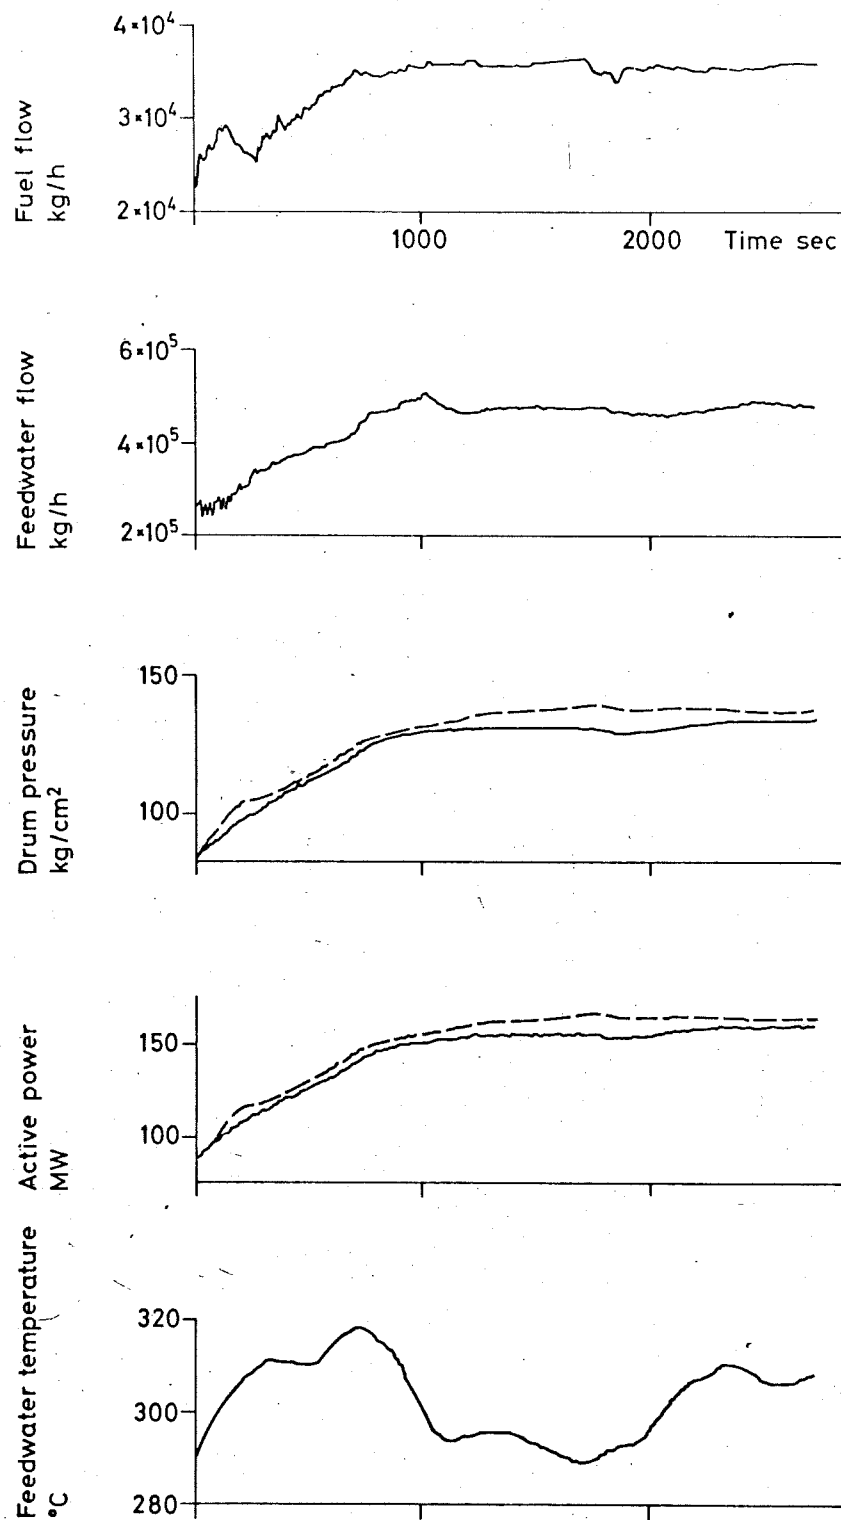 Fuel flow
kg/h
4×10⁴
3×10⁴
2×10⁴
1000
2000
Time sec
Feedwater flow
kg/h
6×10⁵
4×10⁵
2×10⁵
Drum pressure
kg/cm²
150
100
Active power
MW
150
100
Feedwater temperature
°C
320
300
280